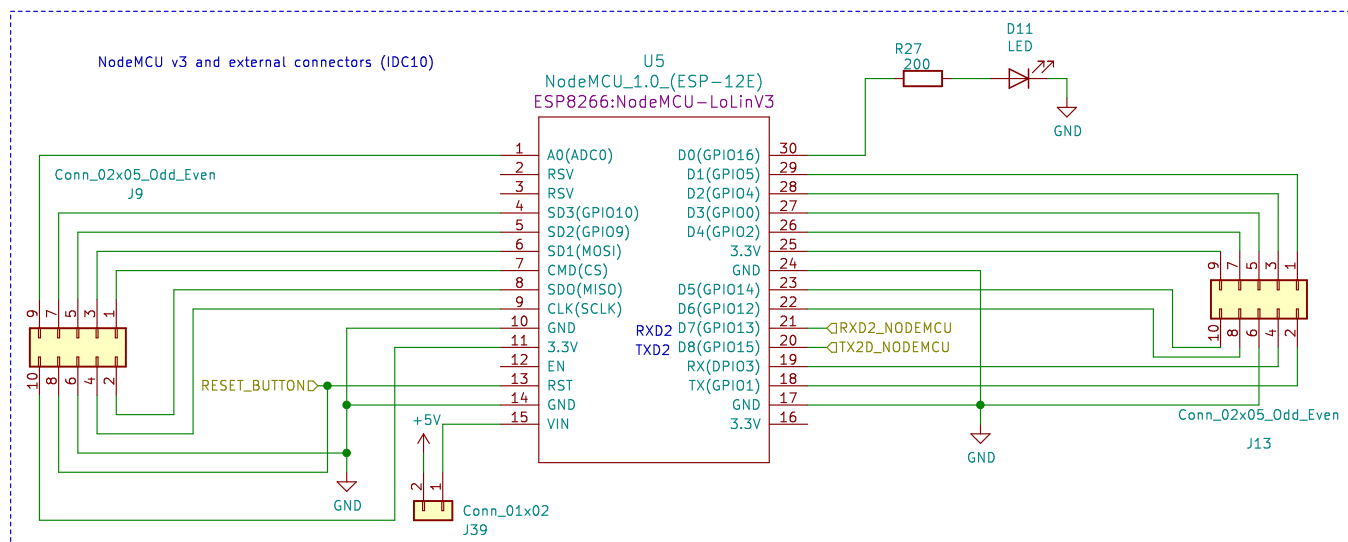 NodeMCU v3 and external connectors (IDC10)
U5
NodeMCU_1.0_(ESP-12E)
ESP8266:NodeMCU-LoLinV3
R27
200
D11
LED
GND
Conn_02x05_Odd_Even
J9
1 A0(ADC0)
2 RSV
3 RSV
4 SD3(GPIO10)
5 SD2(GPIO9)
6 SD1(MOSI)
7 CMD(CS)
8 SDO(MISO)
9 CLK(SCLK)
10 GND
11 3.3V
12 EN
13 RST
14 GND
15 VIN
D0(GPIO16) 30
D1(GPIO5) 29
D2(GPIO4) 28
D3(GPIO0) 27
D4(GPIO2) 26
3.3V 25
GND 24
D5(GPIO14) 23
D6(GPIO12) 22
RXD2 D7(GPIO13) 21 RXD2_NODEMCU
TXD2 D8(GPIO15) 20 TX2D_NODEMCU
RX(DPIO3) 19
TX(GPIO1) 18
GND 17
3.3V 16
9 7 5 3 1
10 8 6 4 2
RESET_BUTTON
GND
+5V
2 1
Conn_01x02
J39
9 7 5 3 1
10 8 6 4 2
Conn_02x05_Odd_Even
J13
GND